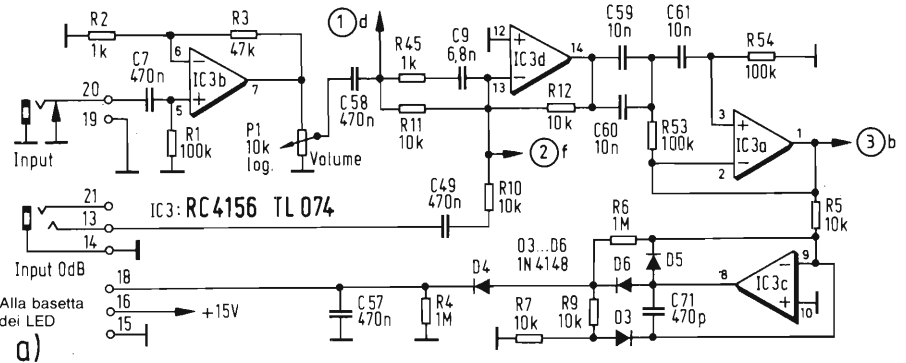 R2
1k
R3
47k
C7
470n
6
5
7
IC3b
20
19
Input
R1
100k
P1
10k
log.
Volume
1 d
C58
470n
R45
1k
C9
6,8n
R11
10k
12
13
14
IC3d
R12
10k
2 f
C59
10n
C60
10n
C61
10n
R53
100k
R54
100k
3
2
1
IC3a
3 b
21
13
14
Input 0dB
IC3: RC4156 TL074
C49
470n
R10
10k
R5
10k
R6
1M
D3...D6
1N4148
D4
D6
D5
8
9
10
IC3c
C71
470p
R7
10k
R9
10k
D3
18
16
15
+15V
C57
470n
R4
1M
Alla basetta
dei LED
a)